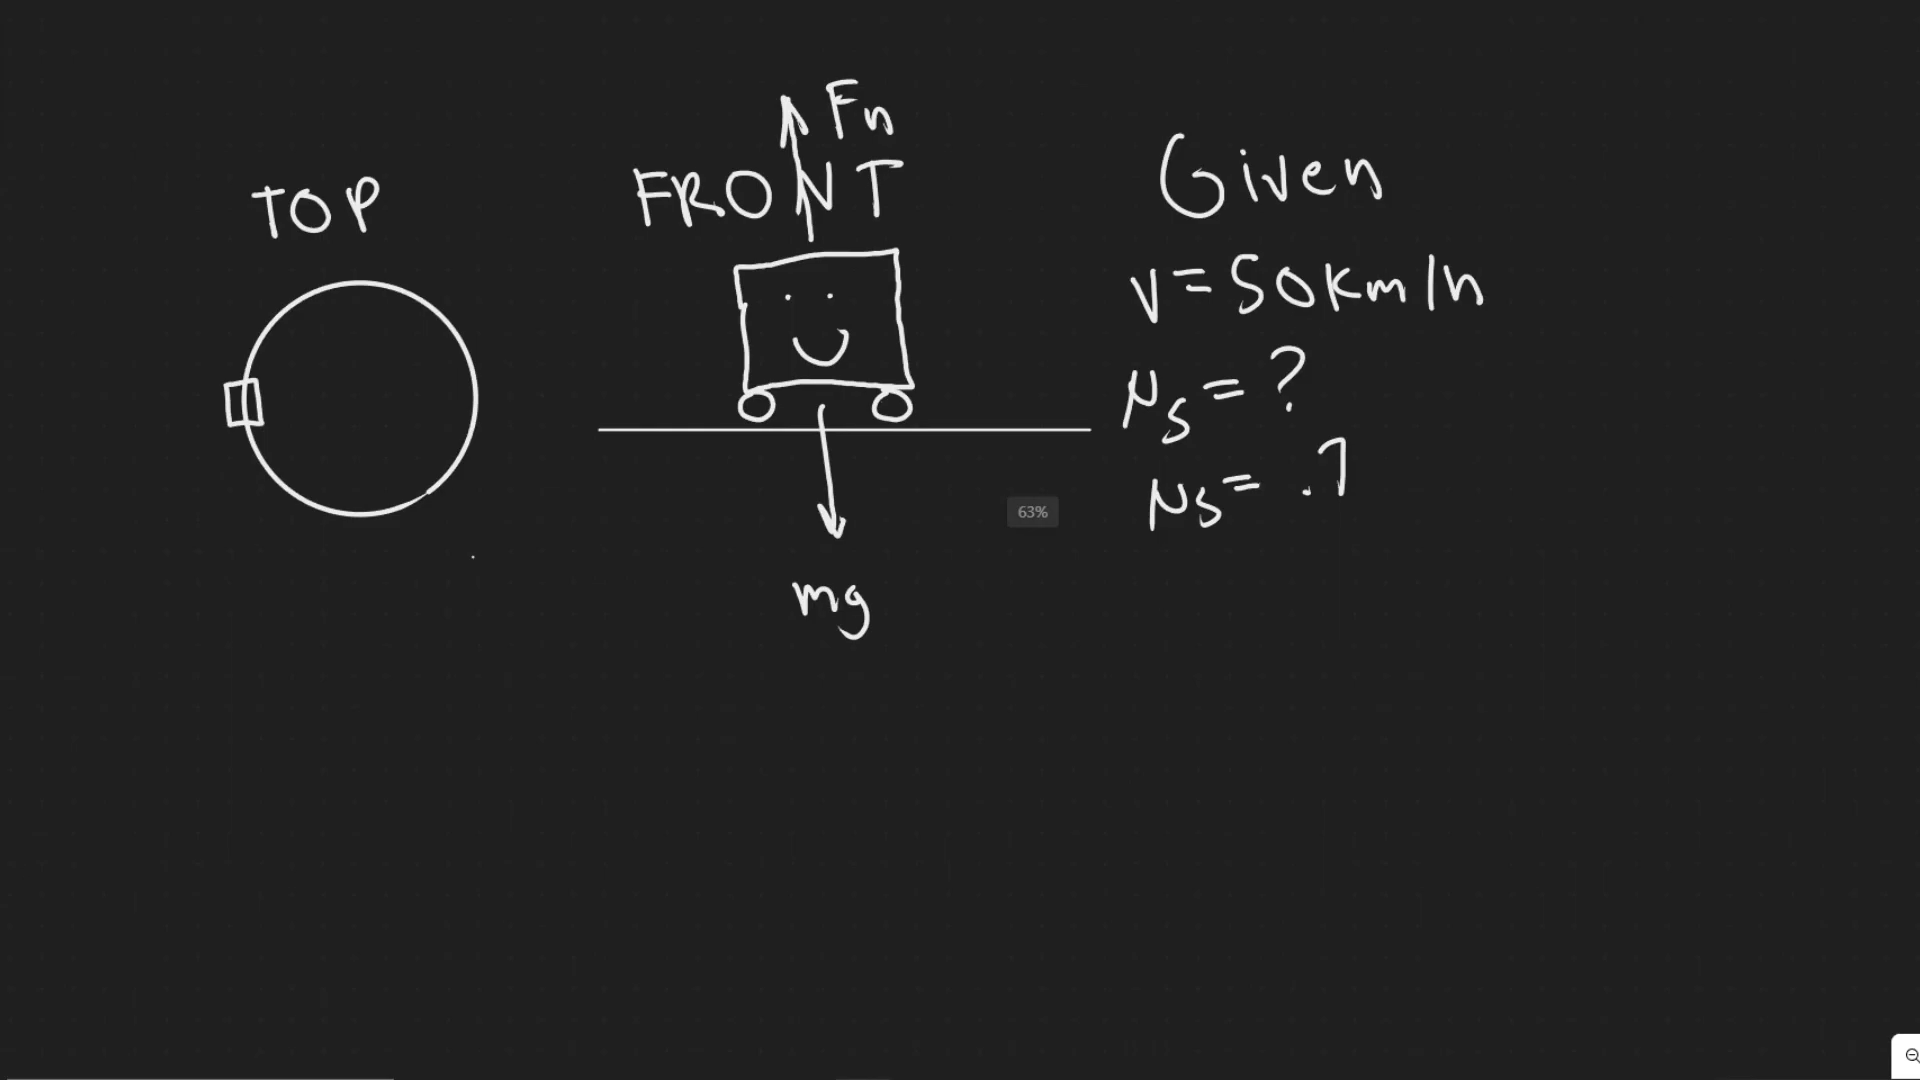 TOP
Fn
FRONT
mg
Given
v=50km/h
μs=?
μs=.7
63%